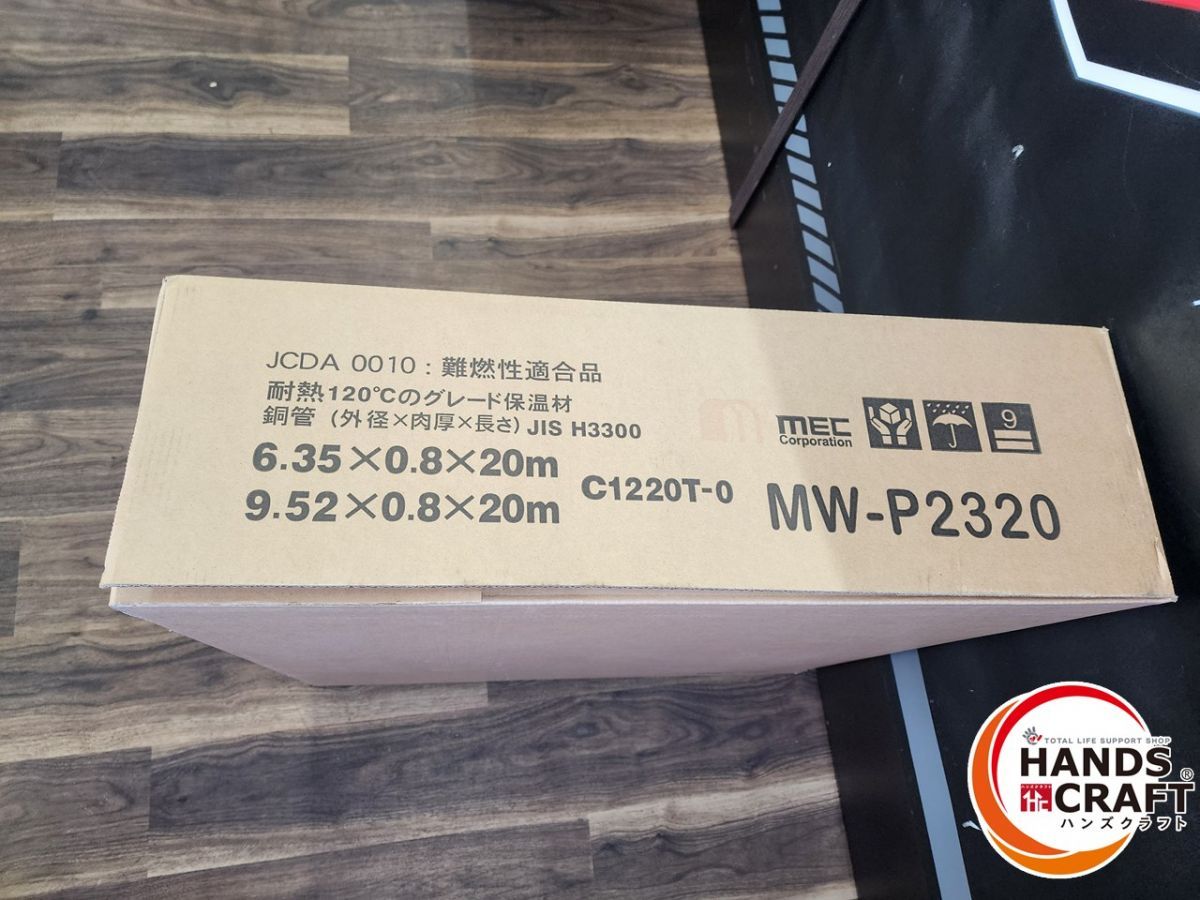 JCDA 0010 : 難燃性適合品
耐熱120℃のグレード保温材
銅管 (外径×肉厚×長さ) JIS H3300
6.35×0.8×20m
9.52×0.8×20m
C1220T-0
MEC
Corporation
9
MW-P2320
TOTAL LIFE SUPPORT SHOP
HANDS
CRAFT®
ハンズクラフト